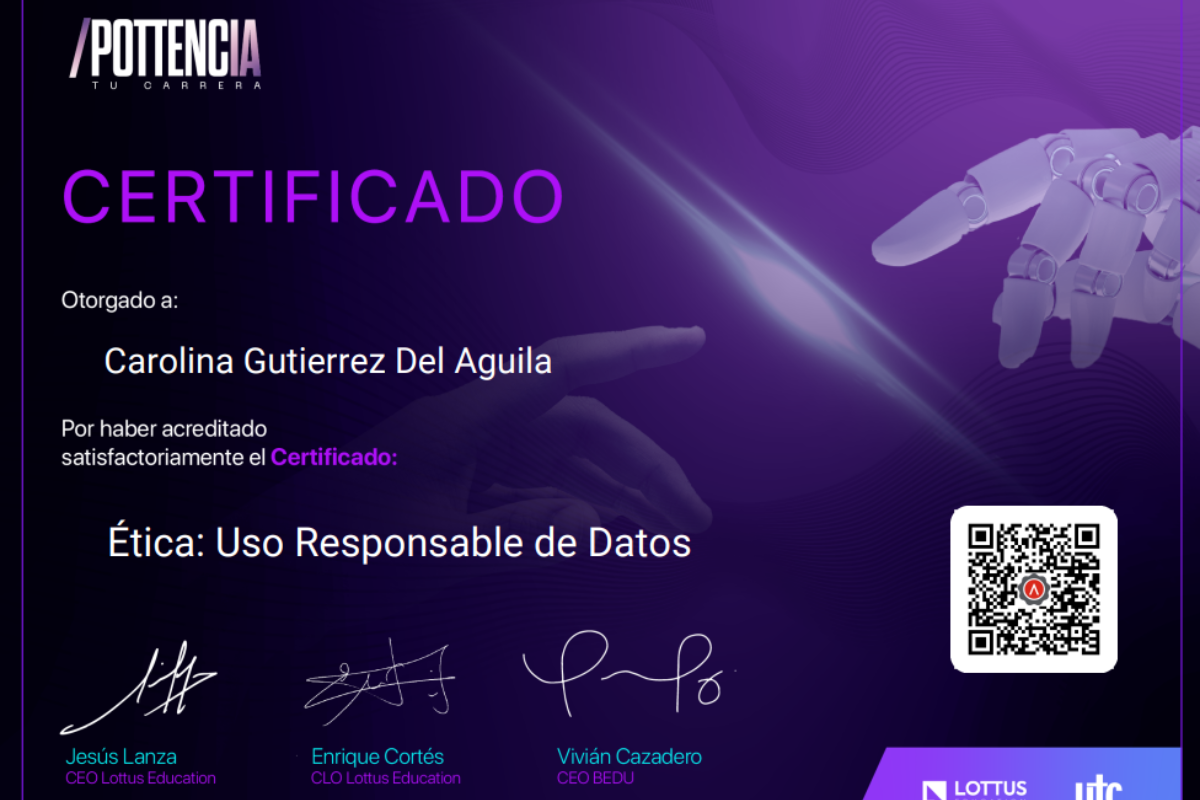 /POTTENCIA
TU CARRERA
CERTIFICADO
Otorgado a:
Carolina Gutierrez Del Aguila
Por haber acreditado
satisfactoriamente el Certificado:
Ética: Uso Responsable de Datos
Jesús Lanza
CEO Lottus Education
Enrique Cortés
CLO Lottus Education
Vivián Cazadero
CEO BEDU
LOTTUS
utc